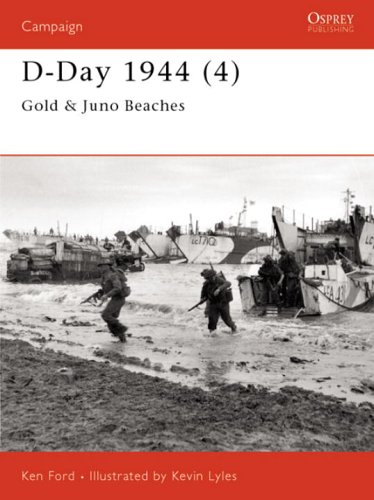 Campaign
OSPREY
PUBLISHING
D-Day 1944 (4)
Gold & Juno Beaches
Ken Ford • Illustrated by Kevin Lyles